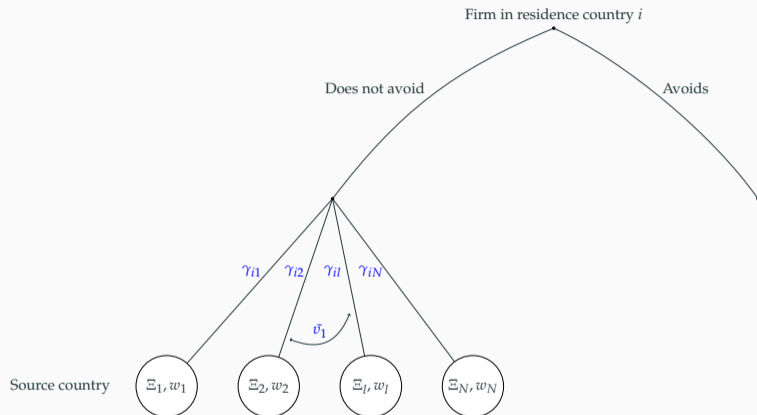 Firm in residence country i
Does not avoid
Avoids
γi1 γi2 γil γiN
ῡ1
Source country
Ξ1, w1 Ξ2, w2 Ξl, wl ΞN, wN